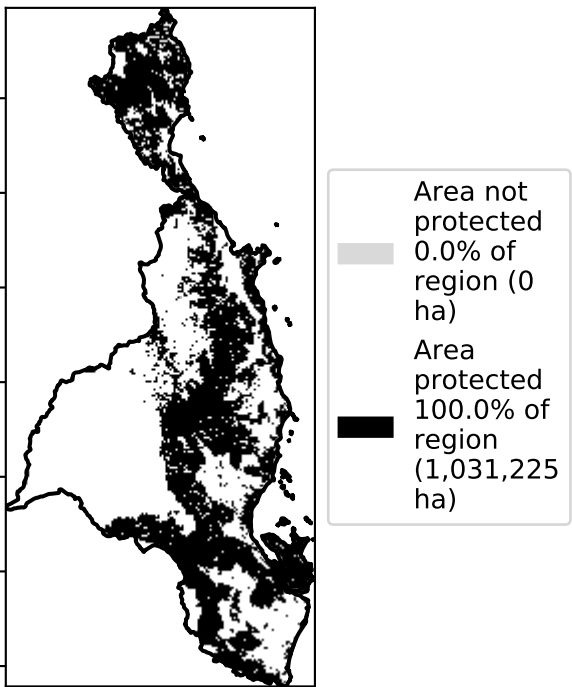 Area not
protected
0.0% of
region (0
ha)
Area
protected
100.0% of
region
(1,031,225
ha)